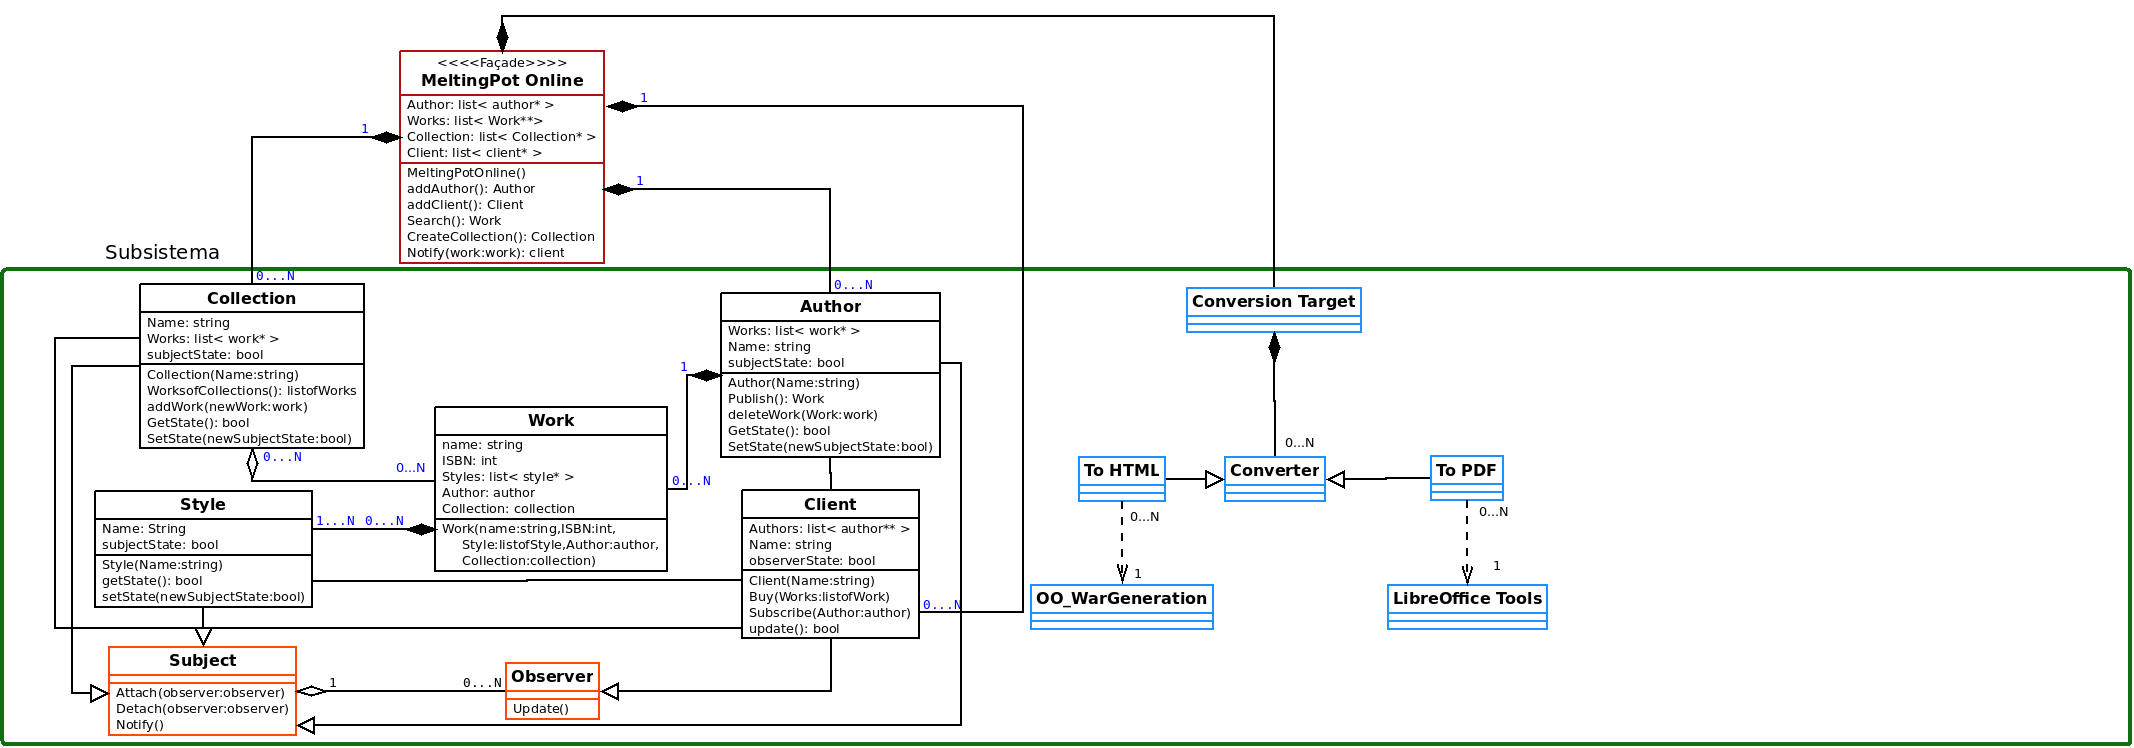 <<<<Façade>>>>
MeltingPot Online
Author: list< author* >
Works: list< Work**>
Collection: list< Collection* >
Client: list< client* >
MeltingPotOnline()
addAuthor(): Author
addClient(): Client
Search(): Work
CreateCollection(): Collection
Notify(work:work): client
1
1
1
Subsistema
0...N
Collection
Name: string
Works: list< work* >
subjectState: bool
Collection(Name:string)
WorksofCollections(): listofWorks
addWork(newWork:work)
GetState(): bool
SetState(newSubjectState:bool)
0...N
0...N
0...N
Author
Works: list< work* >
Name: string
subjectState: bool
Author(Name:string)
Publish(): Work
deleteWork(Work:work)
GetState(): bool
SetState(newSubjectState:bool)
1
0...N
Work
name: string
ISBN: int
Styles: list< style* >
Author: author
Collection: collection
Work(name:string,ISBN:int,
Style:listofStyle,Author:author,
Collection:collection)
Style
Name: String
subjectState: bool
Style(Name:string)
getState(): bool
setState(newSubjectState:bool)
1...N 0...N
Client
Authors: list< author** >
Name: string
observerState: bool
Client(Name:string)
Buy(Works:listofWork)
Subscribe(Author:author)
update(): bool
0...N
Subject
Attach(observer:observer)
Detach(observer:observer)
Notify()
1
0...N
Observer
Update()
Conversion Target
0...N
To HTML
Converter
To PDF
0...N
0...N
1
1
OO_WarGeneration
LibreOffice Tools